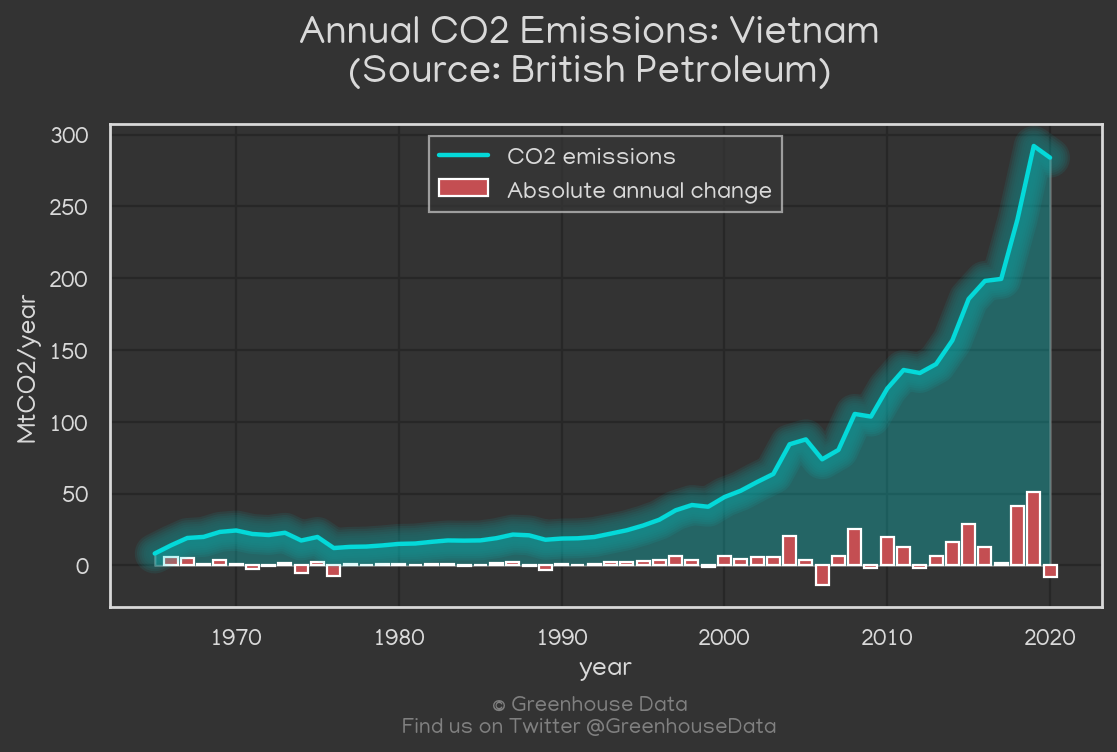 Annual CO2 Emissions: Vietnam
(Source: British Petroleum)
300
250
200
150
100
50
0
MtCO2/year
CO2 emissions
Absolute annual change
1970
1980
1990
2000
2010
2020
year
© Greenhouse Data
Find us on Twitter @GreenhouseData